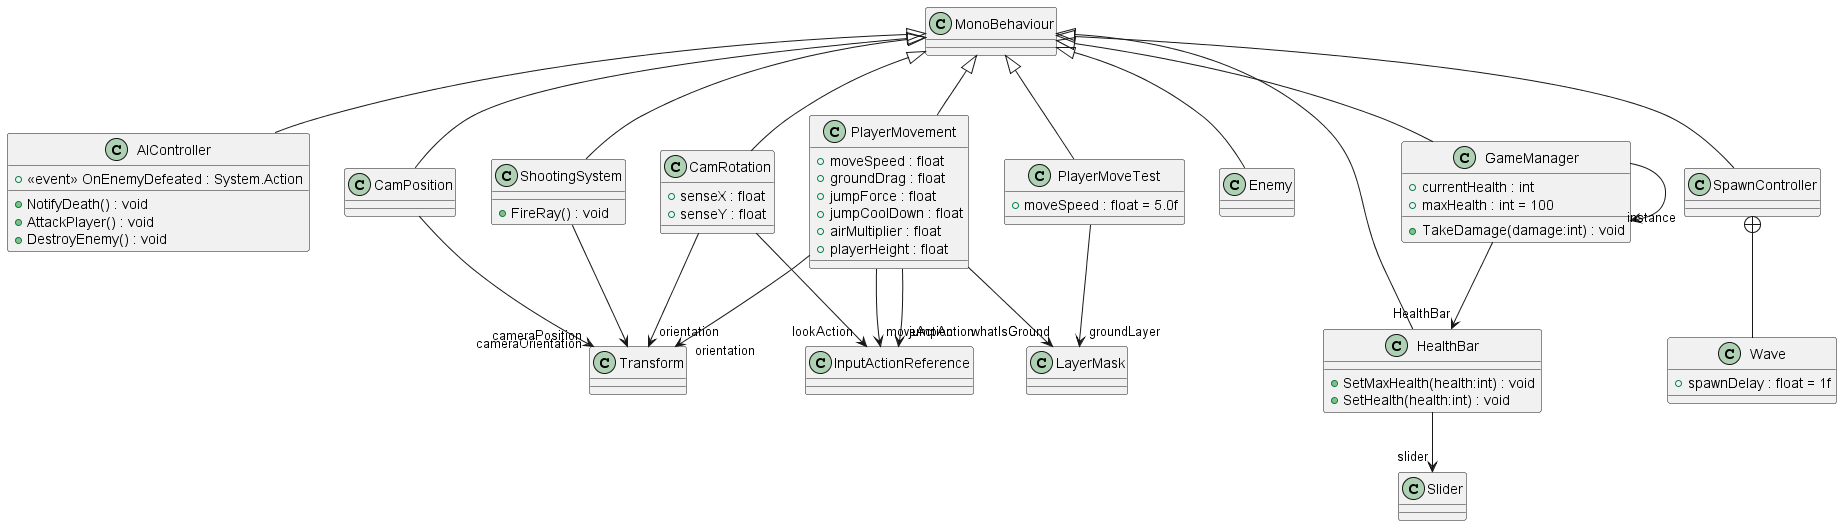 MonoBehaviour
AIController
«event» OnEnemyDefeated : System.Action
NotifyDeath() : void
AttackPlayer() : void
DestroyEnemy() : void
CamPosition
ShootingSystem
FireRay() : void
CamRotation
senseX : float
senseY : float
PlayerMovement
moveSpeed : float
groundDrag : float
jumpForce : float
jumpCoolDown : float
airMultiplier : float
playerHeight : float
PlayerMoveTest
moveSpeed : float = 5.0f
Enemy
GameManager
currentHealth : int
maxHealth : int = 100
TakeDamage(damage:int) : void
instance
SpawnController
HealthBar
cameraPosition
cameraOrientation
orientation
orientation
lookAction
moveAction
jumpAction
whatIsGround
groundLayer
Transform
InputActionReference
LayerMask
HealthBar
SetMaxHealth(health:int) : void
SetHealth(health:int) : void
Wave
spawnDelay : float = 1f
slider
Slider